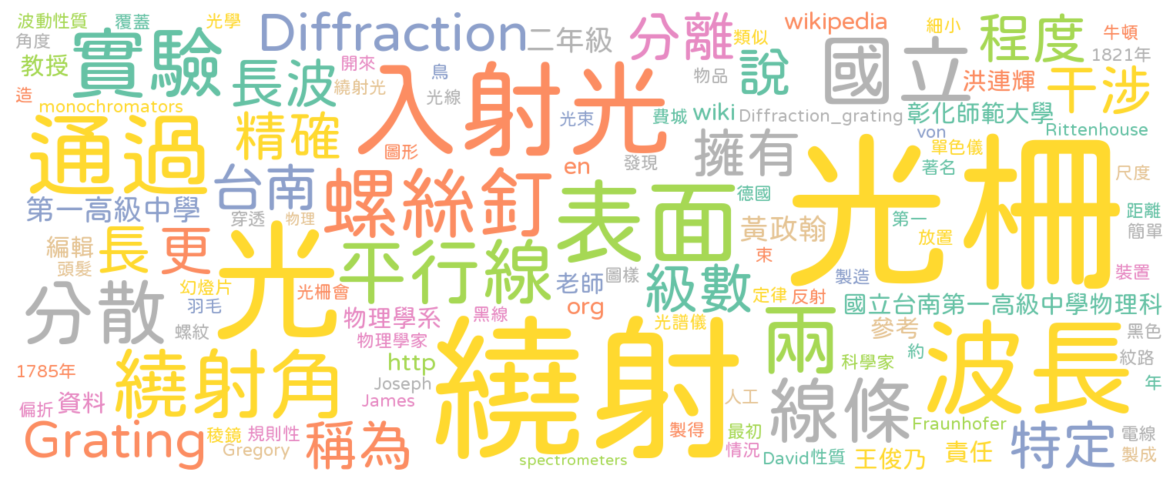 波動性質 覆蓋 光學
Diffraction
二年級
分離
類似
wikipedia
細小
程度
牛頓
1821年
角度
教授
實驗
開來
鳥
物品
說
國立
洪連輝
干涉
造
monochromators
長波
繞射光
光線
入射光
光束
費城
wiki
Diffraction_grating
彰化師範大學
Rittenhouse
通過
精確
圖形
en
發現
擁有
von
單色儀
著名
尺度
光柵
台南
螺絲釘
表面
德國
第一
距離
簡單
第一高級中學
穿透
物理
黃政翰
放置
束
編輯
頭髮
長
更
光
平行線
老師
圖樣
級數
製造
裝置
幻燈片
羽毛
光柵會
org
定律
反射
國立台南第一高級中學物理科
分散
螺紋
物理學系
黑線
物理學家
光譜儀
兩
參考
約
黑色
紋路
科學家
波長
年
1785年
繞射角
http
Joseph
James
繞射
人工
線條
偏折
資料
Fraunhofer
電線
製成
Grating
稜鏡
規則性
Gregory
稱為
製得
最初
情況
David
性質
王俊乃
責任
特定
spectrometers